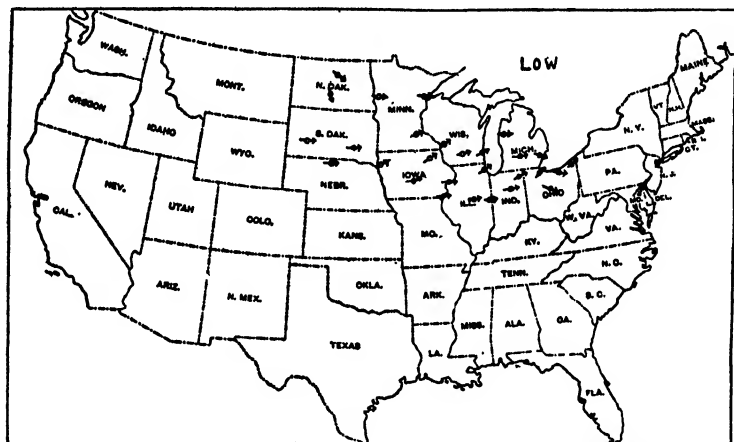 WASH.
MONT.
N. DAK.
MINN.
LOW
MAINE
OREGON
IDAHO
WYO.
S. DAK.
WIS.
MICH.
N. Y.
VT.
N.H.
MASS.
R. I.
CT.
NEV.
UTAH
COLO.
NEBR.
IOWA
ILL.
IND.
OHIO
PA.
N.J.
DEL.
CAL.
KANS.
MO.
KY.
W. VA.
VA.
ARIZ.
N. MEX.
OKLA.
ARK.
TENN.
N. C.
S. C.
TEXAS
LA.
MISS.
ALA.
GA.
FLA.